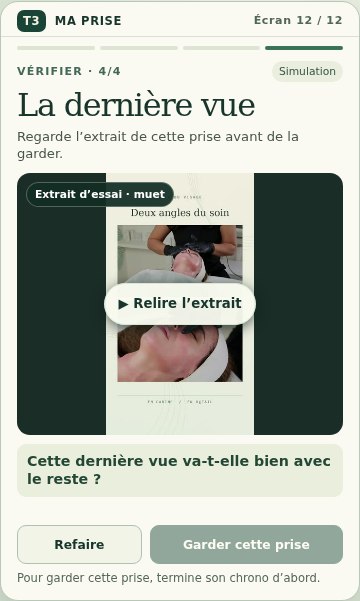 T3 MA PRISE
Écran 12 / 12
VÉRIFIER · 4/4
Simulation
La dernière vue
Regarde l’extrait de cette prise avant de la
garder.
Extrait d’essai · muet
VISAGE
Deux angles du soin
▶ Relire l’extrait
Cette dernière vue va-t-elle bien avec
le reste ?
Refaire
Garder cette prise
Pour garder cette prise, termine son chrono d’abord.